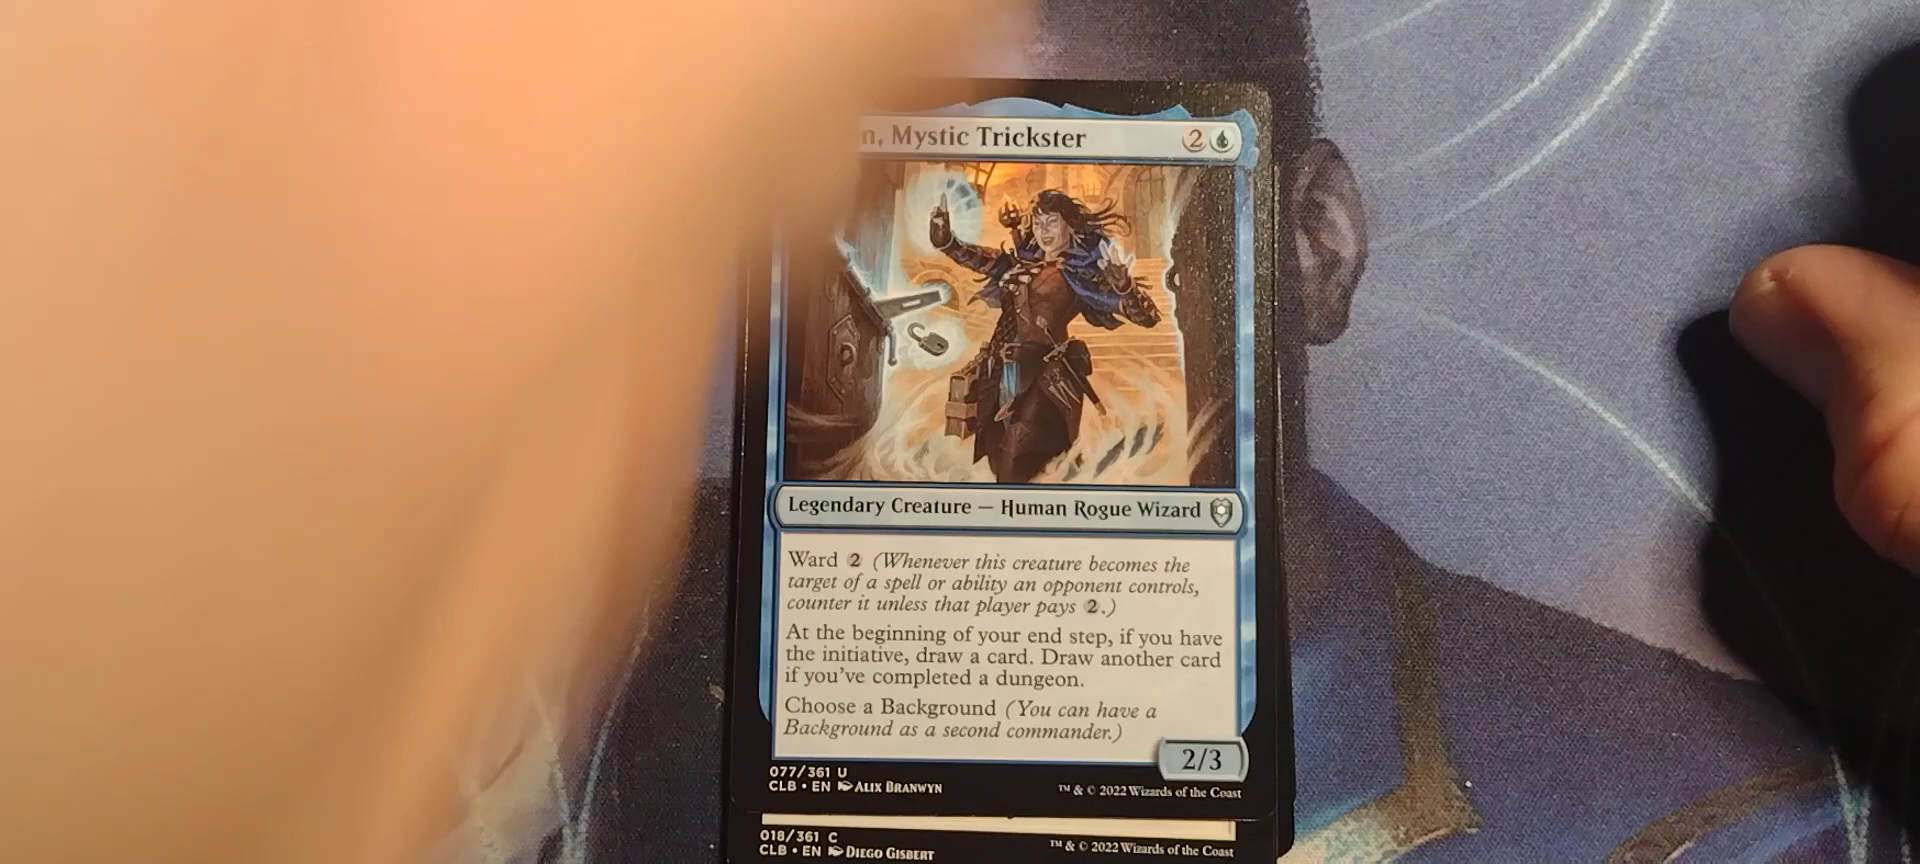 n, Mystic Trickster 2
Legendary Creature — Human Rogue Wizard
Ward 2 (Whenever this creature becomes the
target of a spell or ability an opponent controls,
counter it unless that player pays 2.)
At the beginning of your end step, if you have
the initiative, draw a card. Draw another card
if you've completed a dungeon.
Choose a Background (You can have a
Background as a second commander.)
2/3
077/361 U
CLB • EN Alix Branwyn
™ & © 2022 Wizards of the Coast
018/361 C
CLB • EN Diego Gisbert
™ & © 2022 Wizards of the Coast